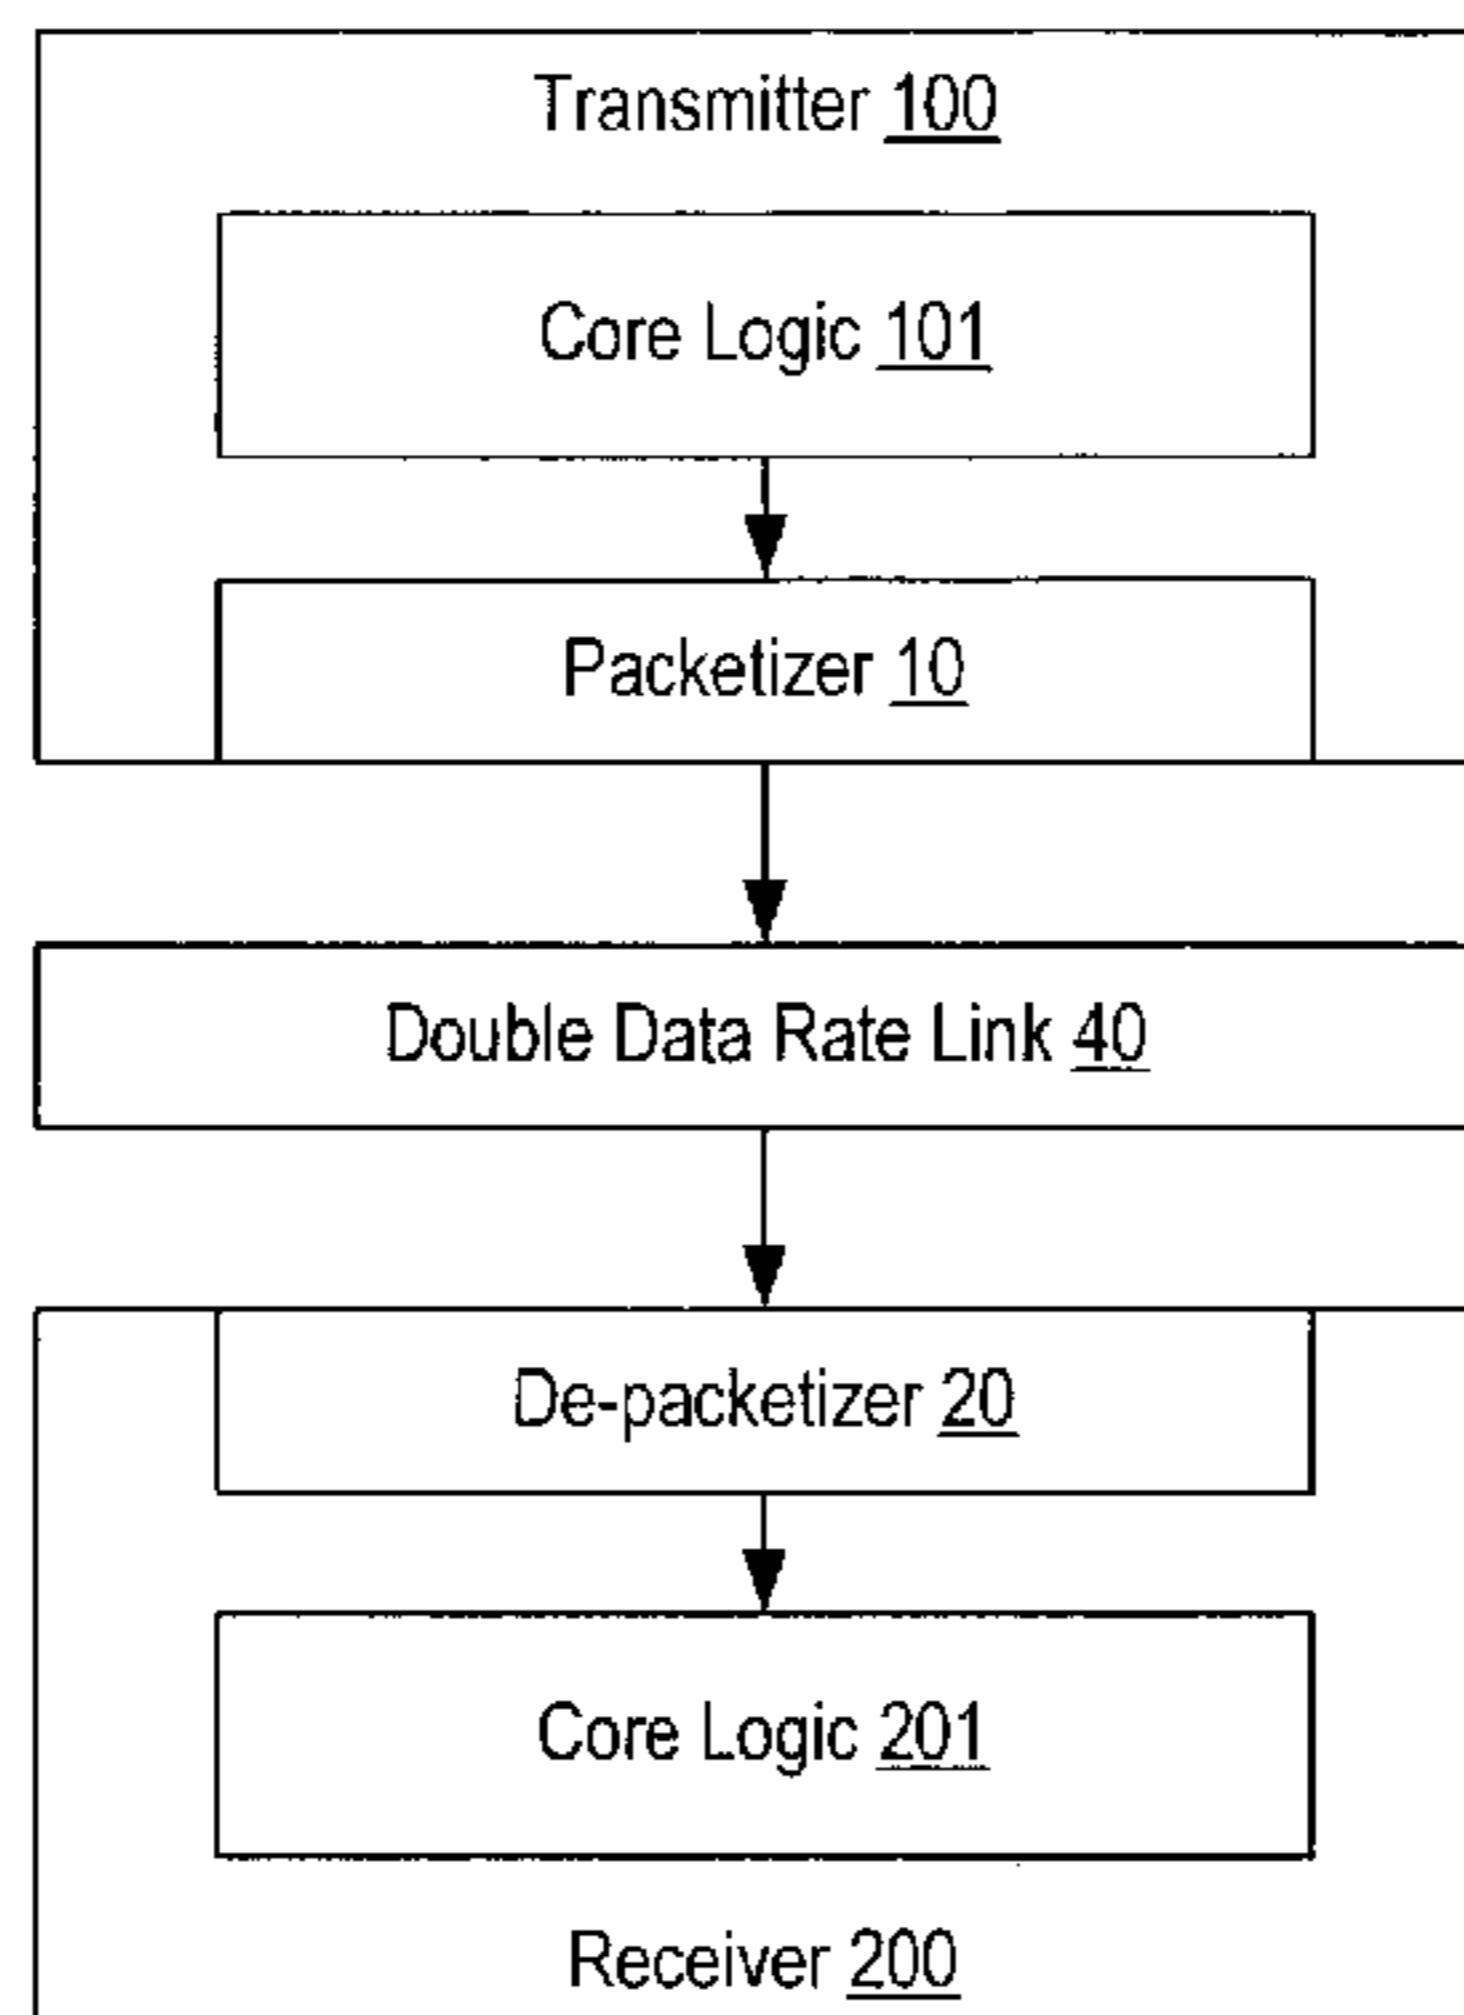 Transmitter 100
Core Logic 101
Packetizer 10
Double Data Rate Link 40
De-packetizer 20
Core Logic 201
Receiver 200